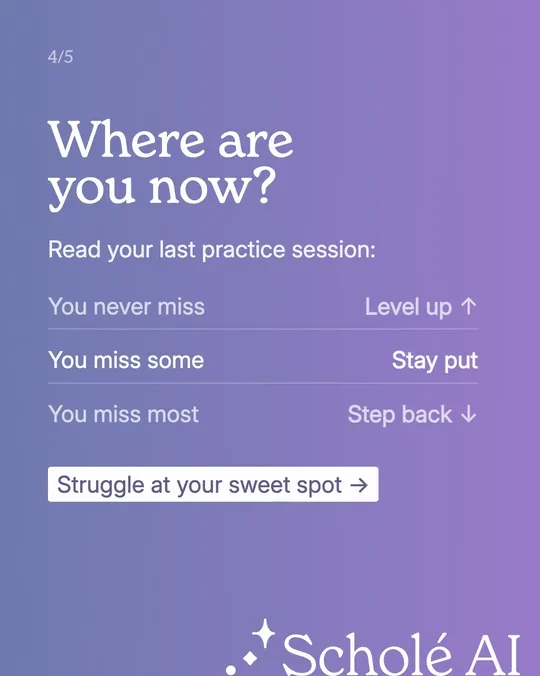 4/5
Where are
you now?
Read your last practice session:
You never miss Level up ↑
You miss some Stay put
You miss most Step back ↓
Struggle at your sweet spot →
Scholé AI